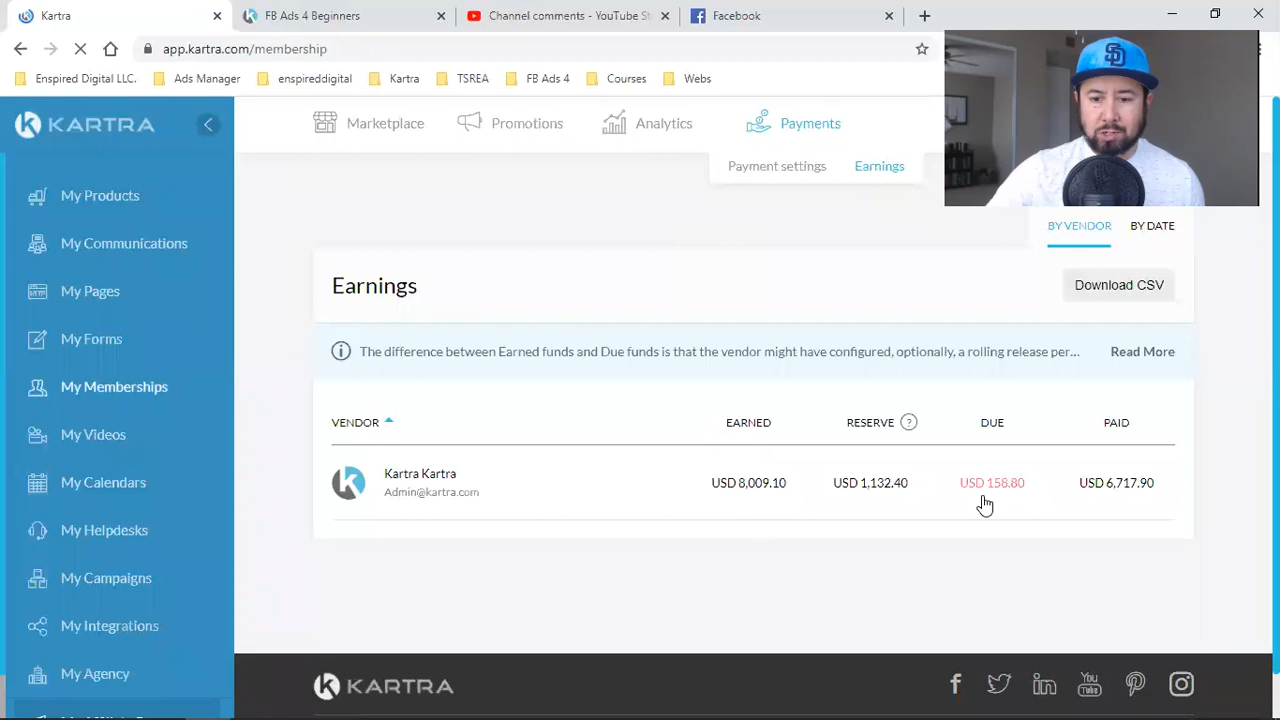 Kartra
FB Ads 4 Beginners
Channel comments - YouTube St
Facebook
app.kartra.com/membership
Enspired Digital LLC.
Ads Manager
enspireddigital
Kartra
TSREA
FB Ads 4
Courses
Webs
KARTRA
Marketplace
Promotions
Analytics
Payments
Payment settings
Earnings
SD
My Products
My Communications
My Pages
My Forms
My Memberships
My Videos
My Calendars
My Helpdesks
My Campaigns
My Integrations
My Agency
BY VENDOR
BY DATE
Earnings
Download CSV
The difference between Earned funds and Due funds is that the vendor might have configured, optionally, a rolling release per...
Read More
VENDOR
EARNED
RESERVE ?
DUE
PAID
Kartra Kartra
Admin@kartra.com
USD 8,009.10
USD 1,132.40
USD 158.80
USD 6,717.90
KARTRA
You
Tube